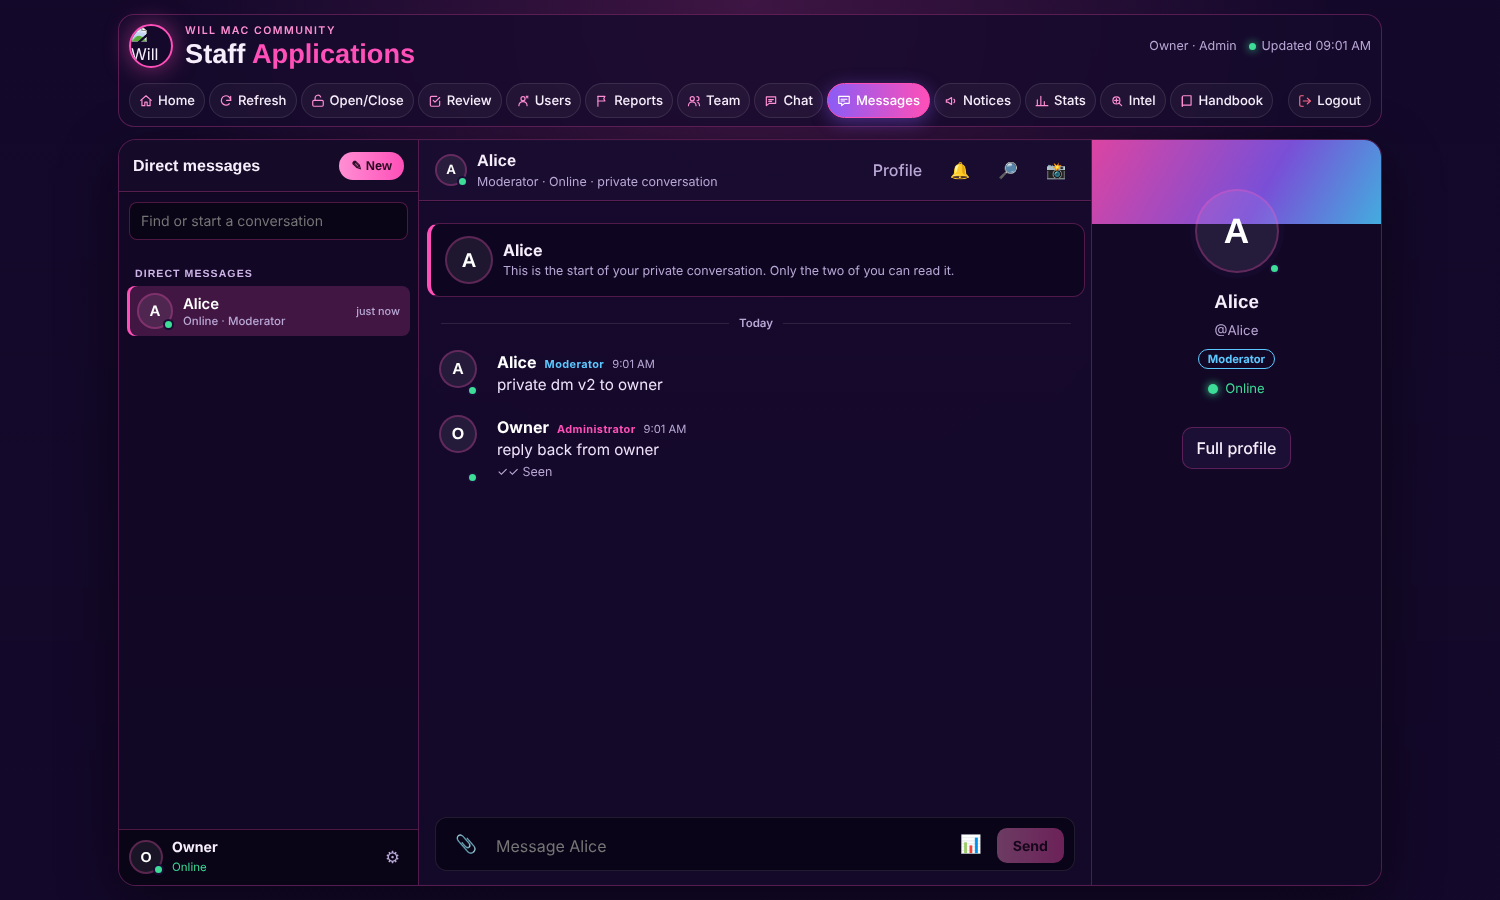 Will
WILL MAC COMMUNITY
Staff Applications
Owner · Admin Updated 09:01 AM
Home Refresh Open/Close Review Users Reports Team Chat Messages Notices Stats Intel Handbook Logout
Direct messages
✎ New
Find or start a conversation
DIRECT MESSAGES
A
Alice
just now
Online · Moderator
O
Owner
Online
A
Alice
Moderator · Online · private conversation
Profile
A
Alice
This is the start of your private conversation. Only the two of you can read it.
Today
A
Alice Moderator 9:01 AM
private dm v2 to owner
O
Owner Administrator 9:01 AM
reply back from owner
✓✓ Seen
Message Alice
Send
A
Alice
@Alice
Moderator
Online
Full profile